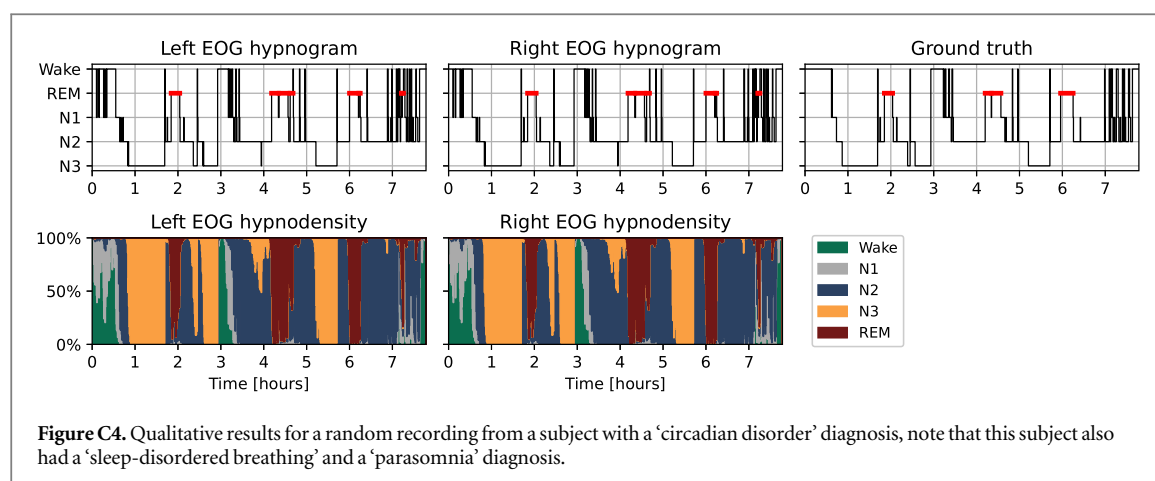 Left EOG hypnogram
Right EOG hypnogram
Ground truth
Wake
REM
N1
N2
N3
0 1 2 3 4 5 6 7
0 1 2 3 4 5 6 7
0 1 2 3 4 5 6 7
Left EOG hypnodensity
Right EOG hypnodensity
100%
50%
0%
0 1 2 3 4 5 6 7
0 1 2 3 4 5 6 7
Time [hours]
Time [hours]
Wake
N1
N2
N3
REM
Figure C4. Qualitative results for a random recording from a subject with a ‘circadian disorder’ diagnosis, note that this subject also
had a ‘sleep-disordered breathing’ and a ‘parasomnia’ diagnosis.